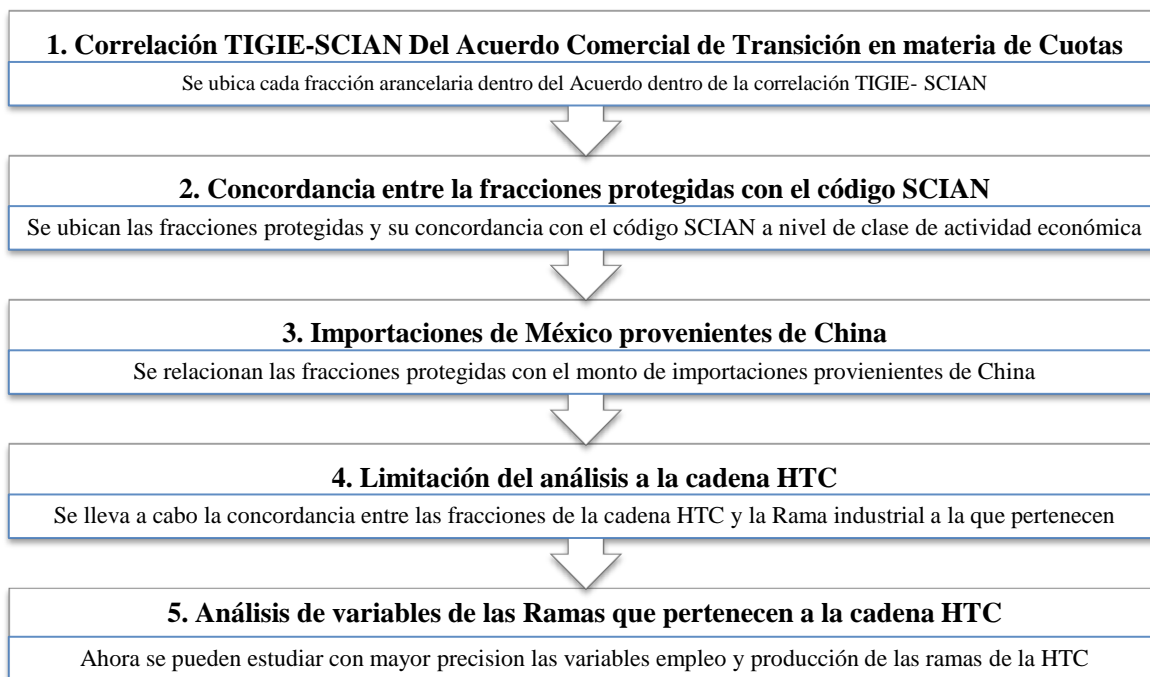 1. Correlación TIGIE-SCIAN Del Acuerdo Comercial de Transición en materia de Cuotas
Se ubica cada fracción arancelaria dentro del Acuerdo dentro de la correlación TIGIE- SCIAN
2. Concordancia entre la fracciones protegidas con el código SCIAN
Se ubican las fracciones protegidas y su concordancia con el código SCIAN a nivel de clase de actividad económica
3. Importaciones de México provenientes de China
Se relacionan las fracciones protegidas con el monto de importaciones provienientes de China
4. Limitación del análisis a la cadena HTC
Se lleva a cabo la concordancia entre las fracciones de la cadena HTC y la Rama industrial a la que pertenecen
5. Análisis de variables de las Ramas que pertenecen a la cadena HTC
Ahora se pueden estudiar con mayor precision las variables empleo y producción de las ramas de la HTC